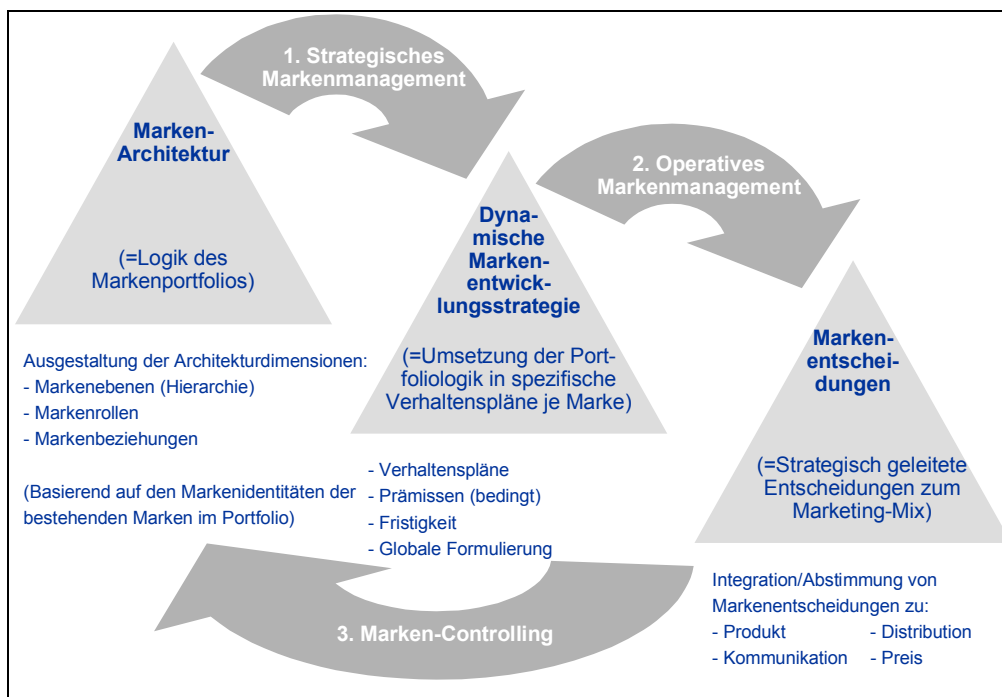 1. Strategisches
Markenmanagement
Marken-
Architektur
(=Logik des
Markenportfolios)
Ausgestaltung der Architekturdimensionen:
- Markenebenen (Hierarchie)
- Markenrollen
- Markenbeziehungen
(Basierend auf den Markenidentitäten der
bestehenden Marken im Portfolio)
2. Operatives
Markenmanagement
Dyna-
mische
Marken-
entwick-
lungsstrategie
(=Umsetzung der Port-
foliologik in spezifische
Verhaltenspläne je Marke)
- Verhaltenspläne
- Prämissen (bedingt)
- Fristigkeit
- Globale Formulierung
Marken-
entschei-
dungen
(=Strategisch geleitete
Entscheidungen zum
Marketing-Mix)
Integration/Abstimmung von
Markenentscheidungen zu:
- Produkt - Distribution
- Kommunikation - Preis
3. Marken-Controlling